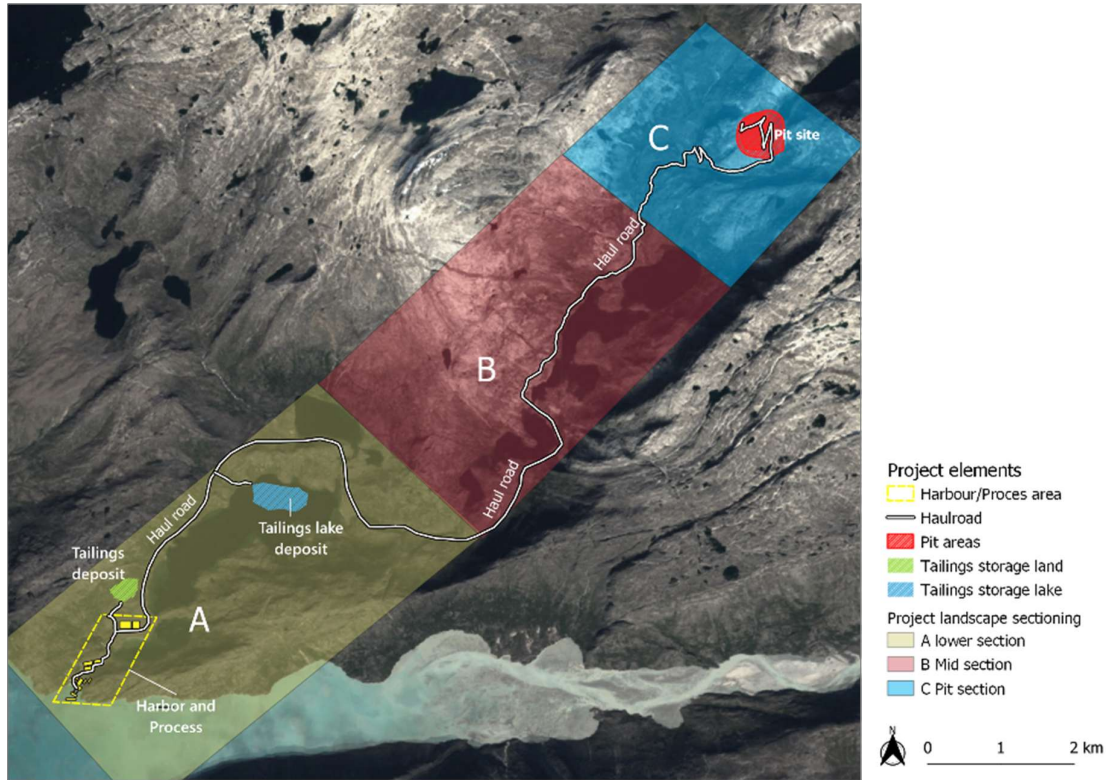 C
Pit site
Haul road
B
Haul road
Haul road
Tailings lake
deposit
Tailings
deposit
A
Harbor and
Process
Project elements
Harbour/Proces area
Haulroad
Pit areas
Tailings storage land
Tailings storage lake
Project landscape sectioning
A lower section
B Mid section
C Pit section
N
0 1 2 km